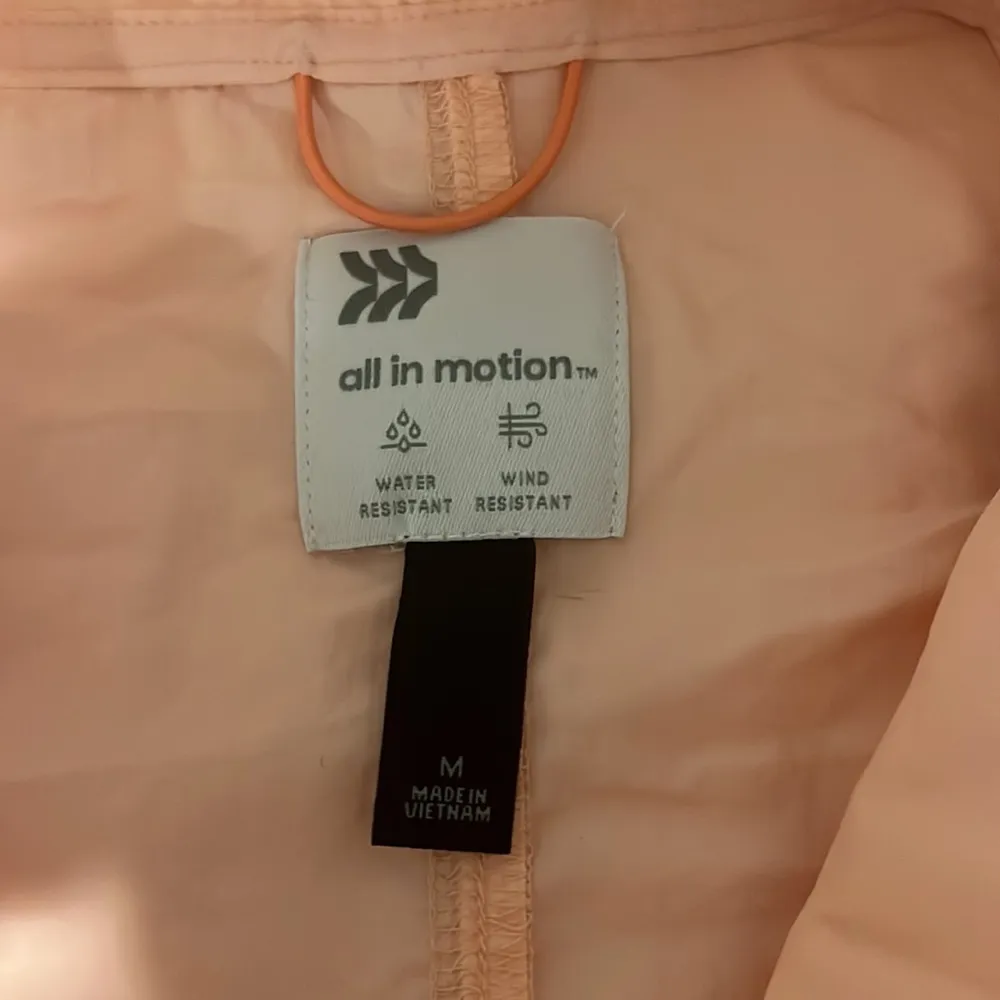 all in motion™
WATER RESISTANT
WIND RESISTANT
M
MADE IN
VIETNAM